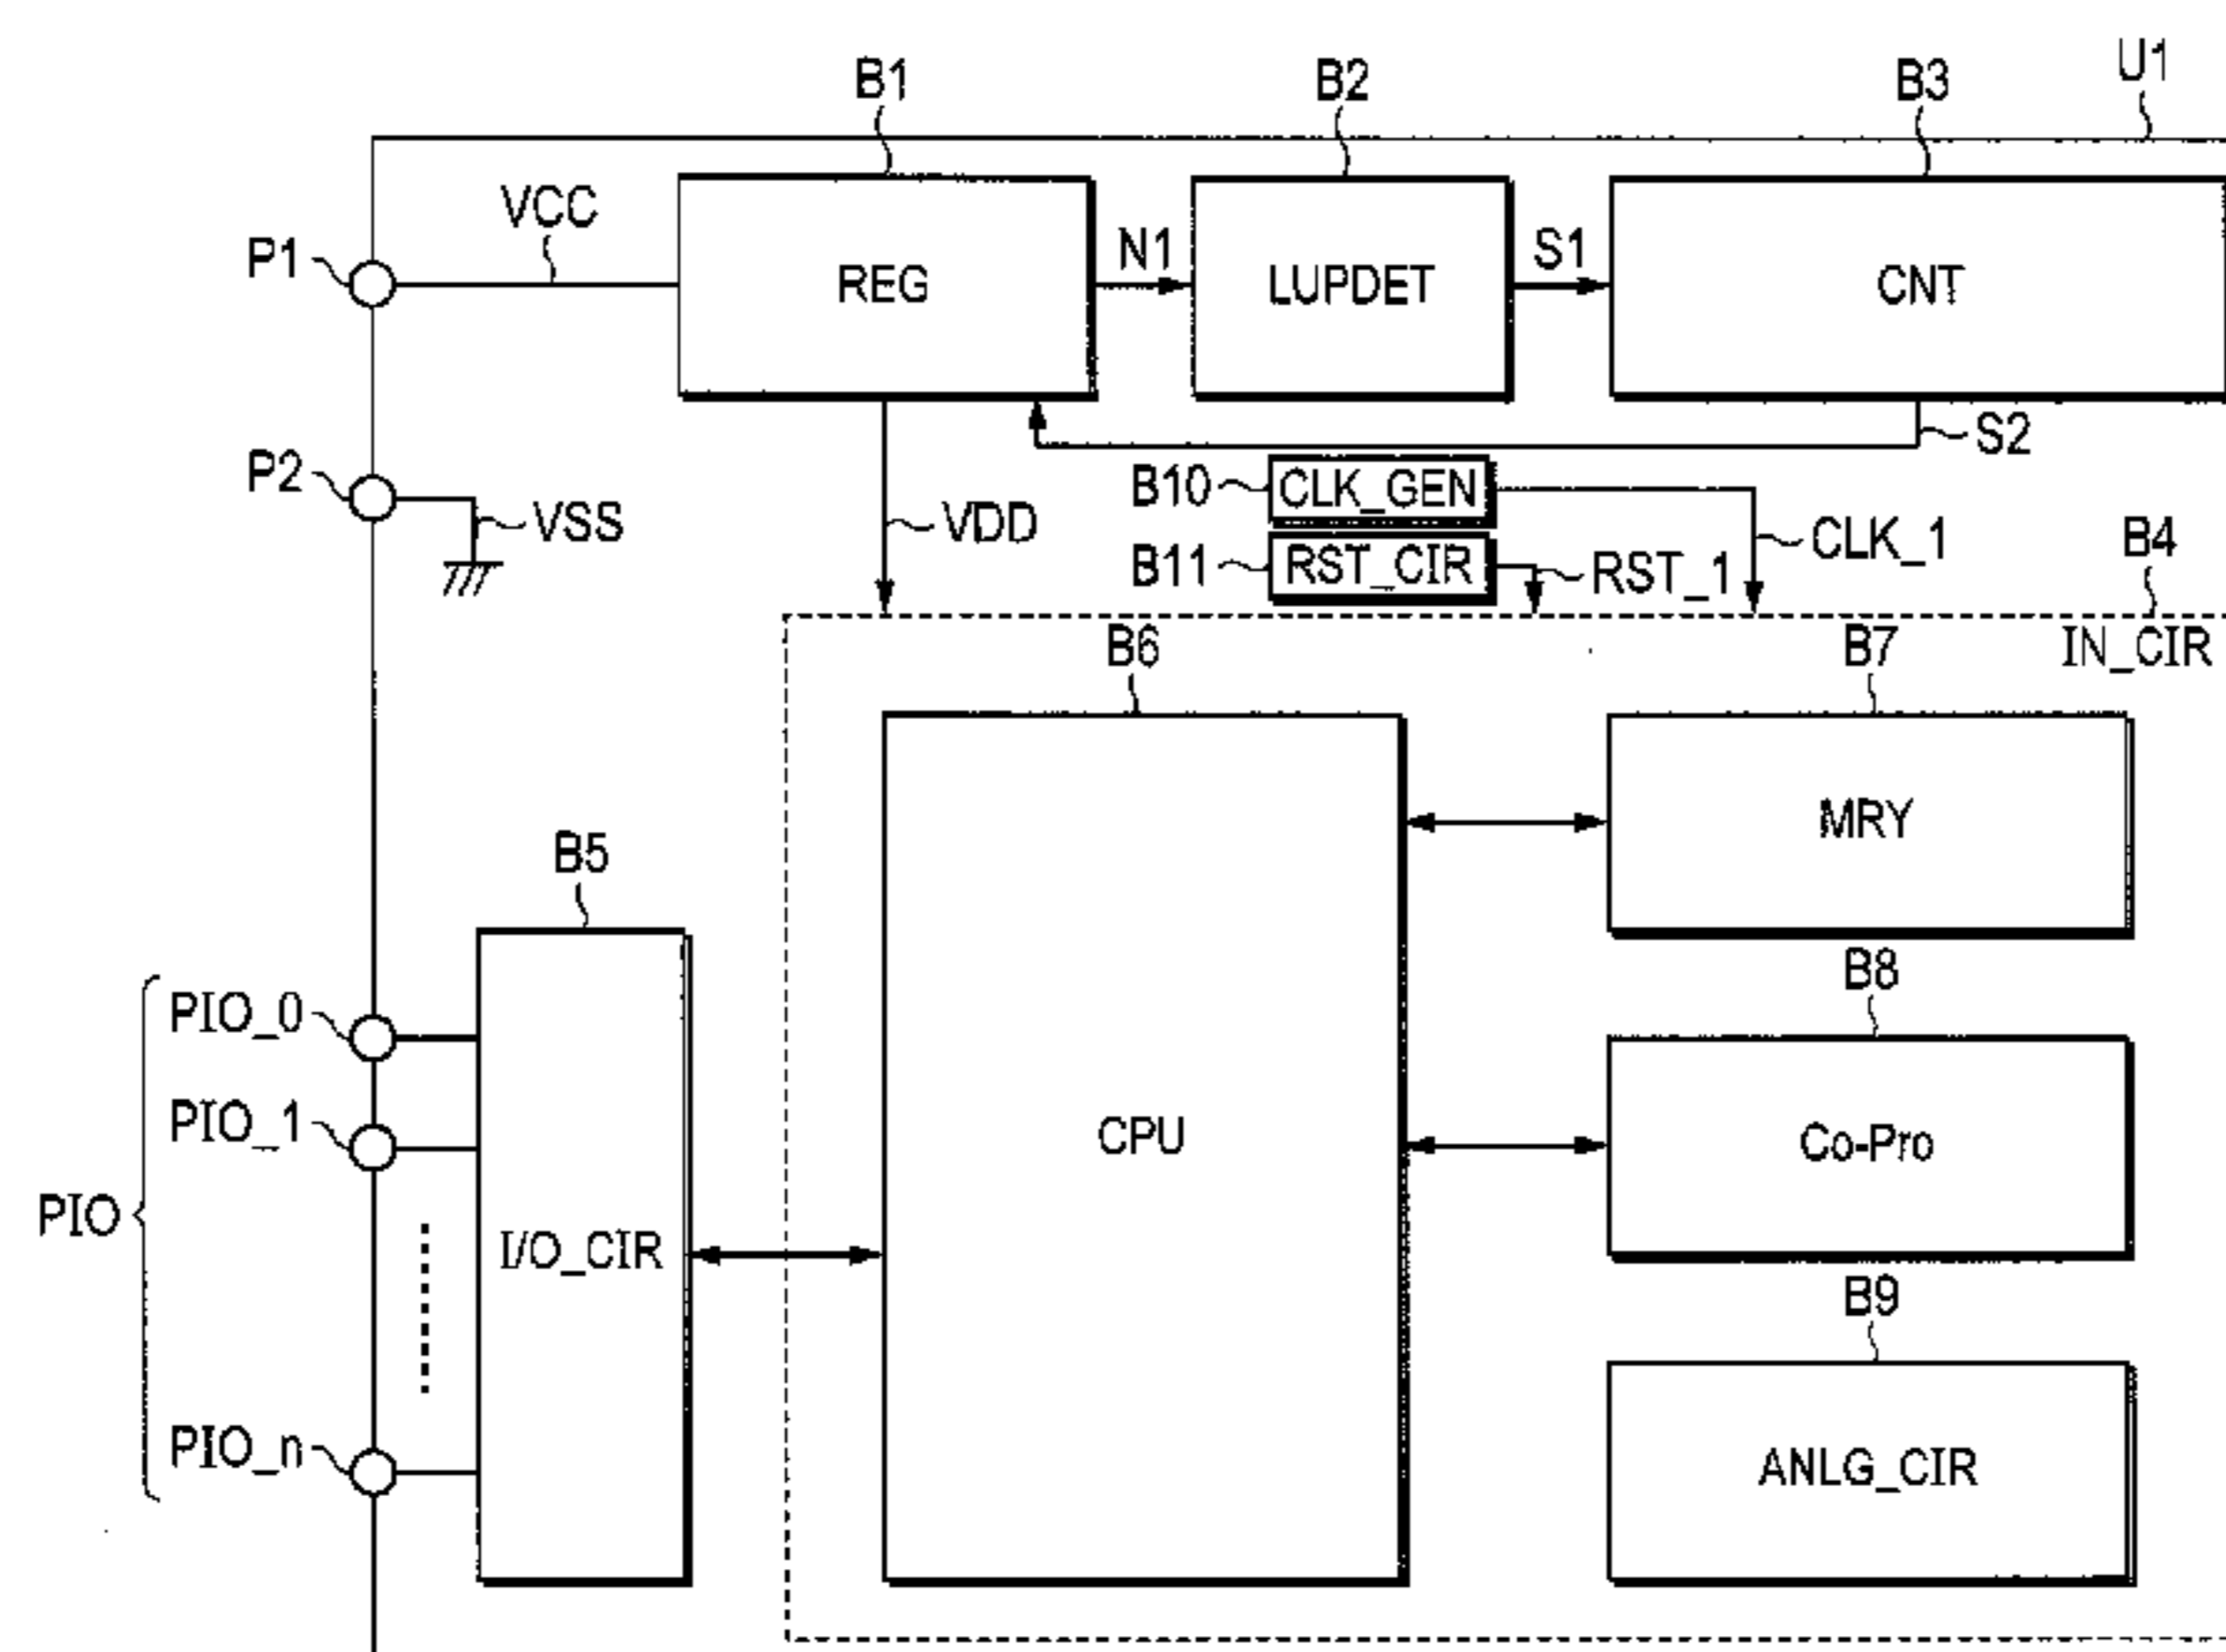 U1
B1
B2
B3
VCC
P1
REG
N1
LUPDET
S1
CNT
S2
P2
VSS
VDD
B10
CLK_GEN
CLK_1
B11
RST_CIR
RST_1
B4
IN_CIR
B6
B7
MRY
B5
B8
PIO_0
PIO_1
PIO
I/O_CIR
CPU
Co-Pro
B9
PIO_n
ANLG_CIR